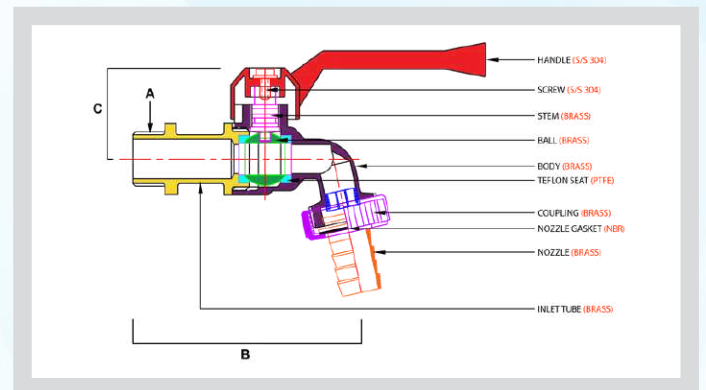 HANDLE (S/S 304)
A
C
SCREW (S/S 304)
STEM (BRASS)
BALL (BRASS)
BODY (BRASS)
TEFLON SEAT (PTFE)
COUPLING (BRASS)
NOZZLE GASKET (NBR)
NOZZLE (BRASS)
INLET TUBE (BRASS)
B